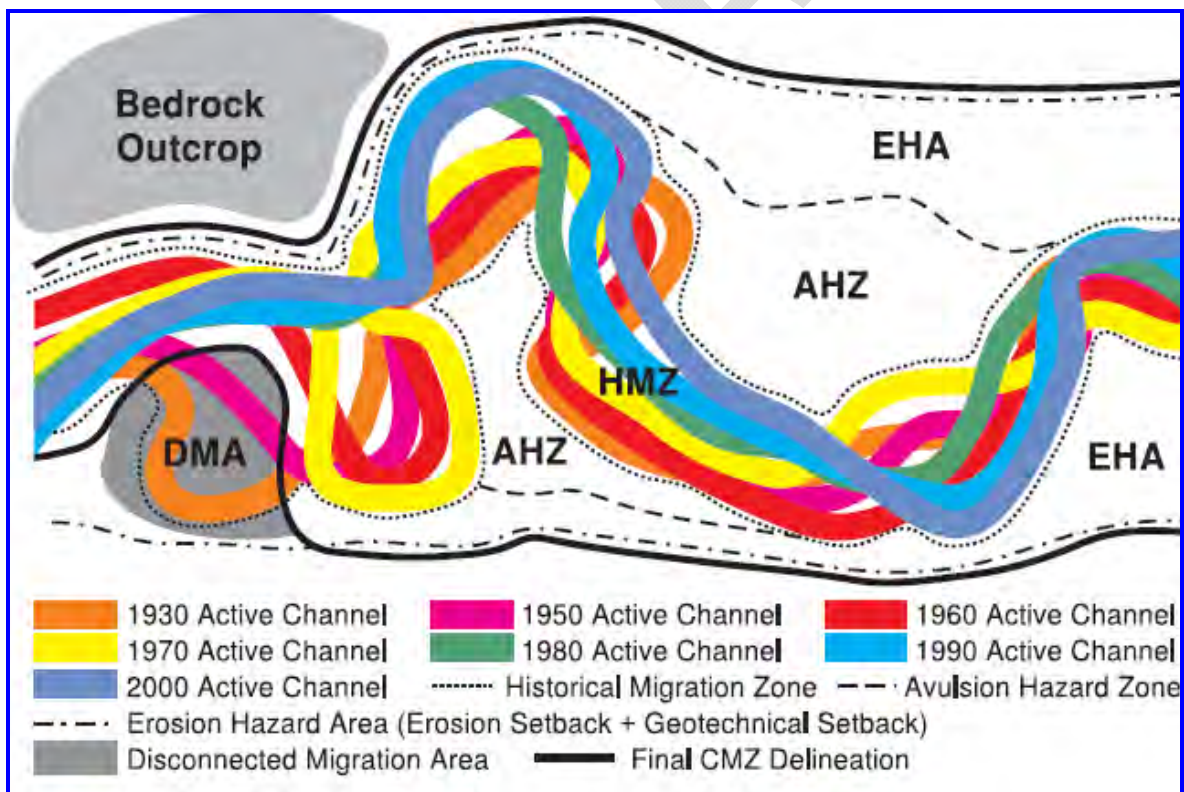 Bedrock
Outcrop
EHA
AHZ
HMZ
DMA
AHZ
EHA
1930 Active Channel
1950 Active Channel
1960 Active Channel
1970 Active Channel
1980 Active Channel
1990 Active Channel
2000 Active Channel
Historical Migration Zone
Avulsion Hazard Zone
Erosion Hazard Area (Erosion Setback + Geotechnical Setback)
Disconnected Migration Area
Final CMZ Delineation